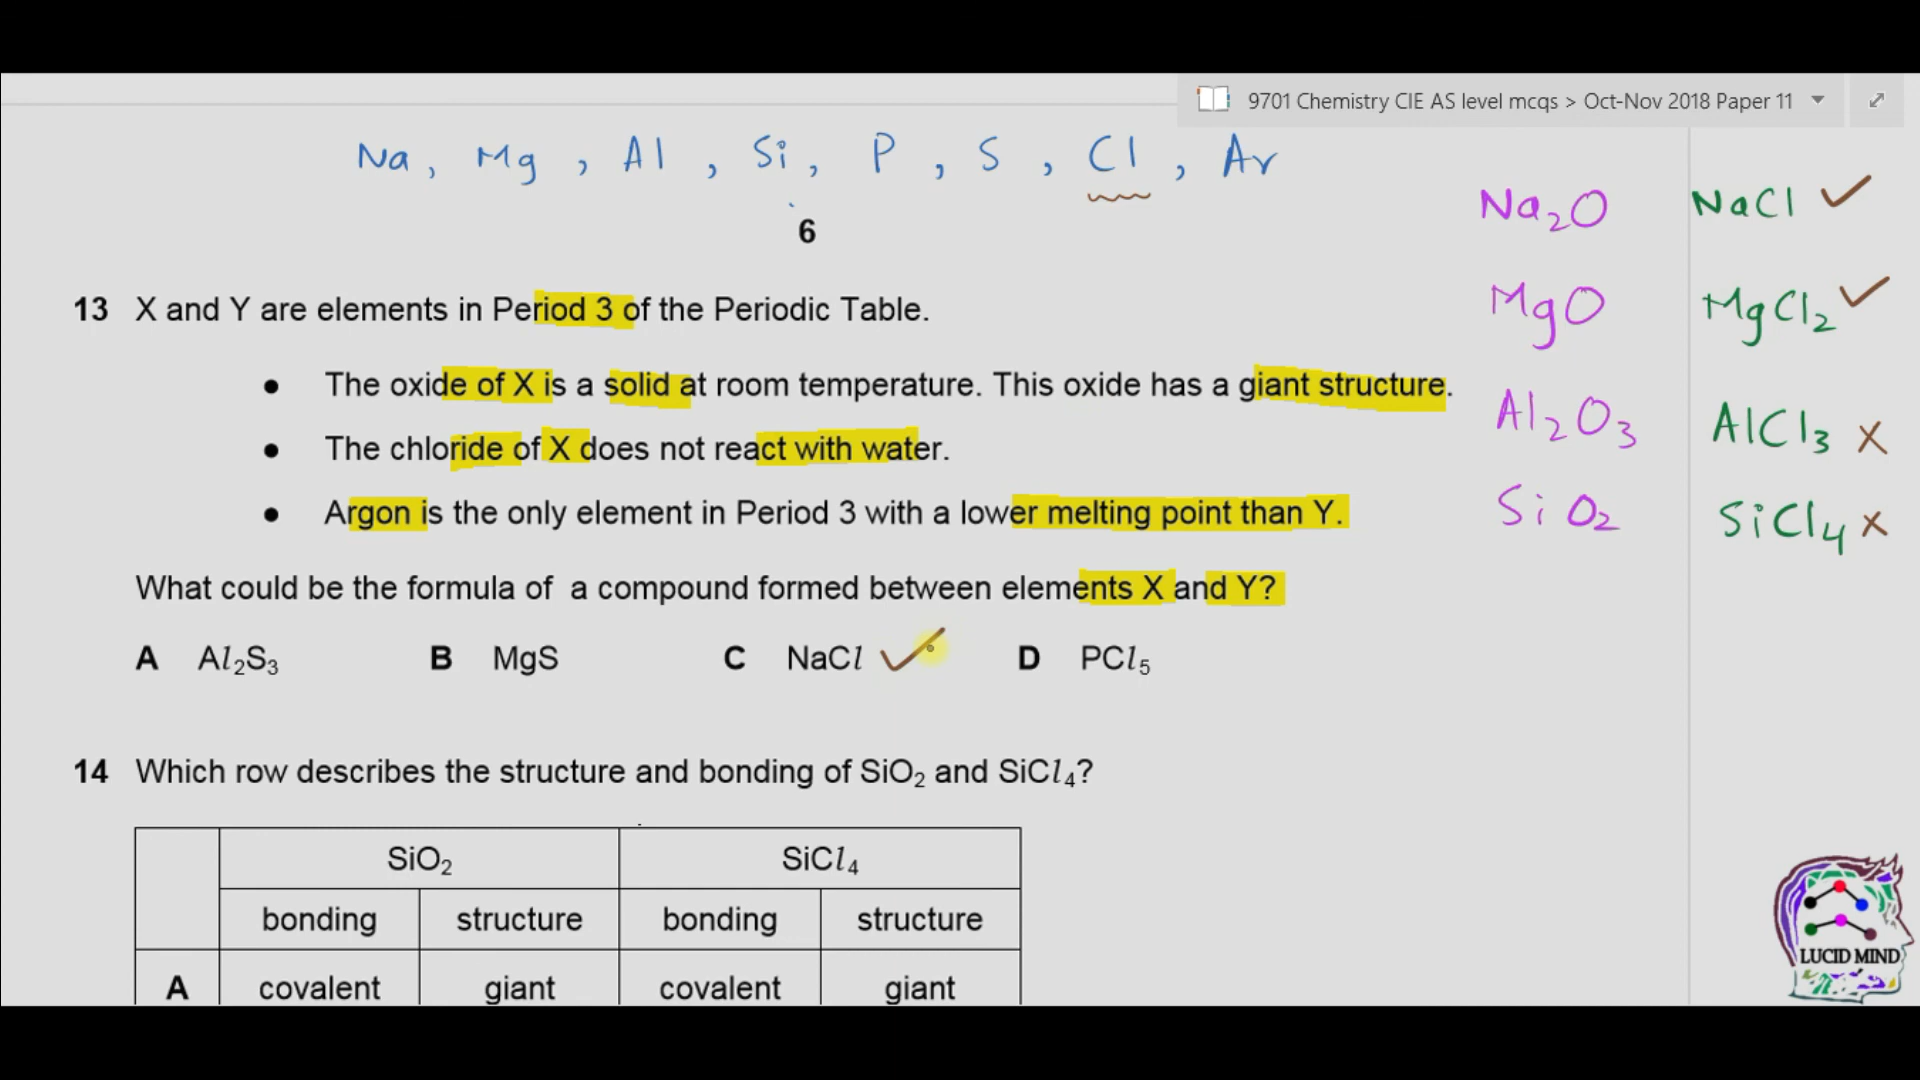 9701 Chemistry CIE AS level mcqs > Oct-Nov 2018 Paper 11
Na, Mg, Al, Si, P, S, Cl, Ar
6
Na₂O NaCl ✓
MgO MgCl₂ ✓
Al₂O₃ AlCl₃ X
SiO₂ SiCl₄ X
13 X and Y are elements in Period 3 of the Periodic Table.
● The oxide of X is a solid at room temperature. This oxide has a giant structure.
● The chloride of X does not react with water.
● Argon is the only element in Period 3 with a lower melting point than Y.
What could be the formula of a compound formed between elements X and Y?
A Al₂S₃ B MgS C NaCl ✓ D PCl₅
14 Which row describes the structure and bonding of SiO₂ and SiCl₄?
SiO₂ SiCl₄
bonding structure bonding structure
A covalent giant covalent giant
LUCID MIND